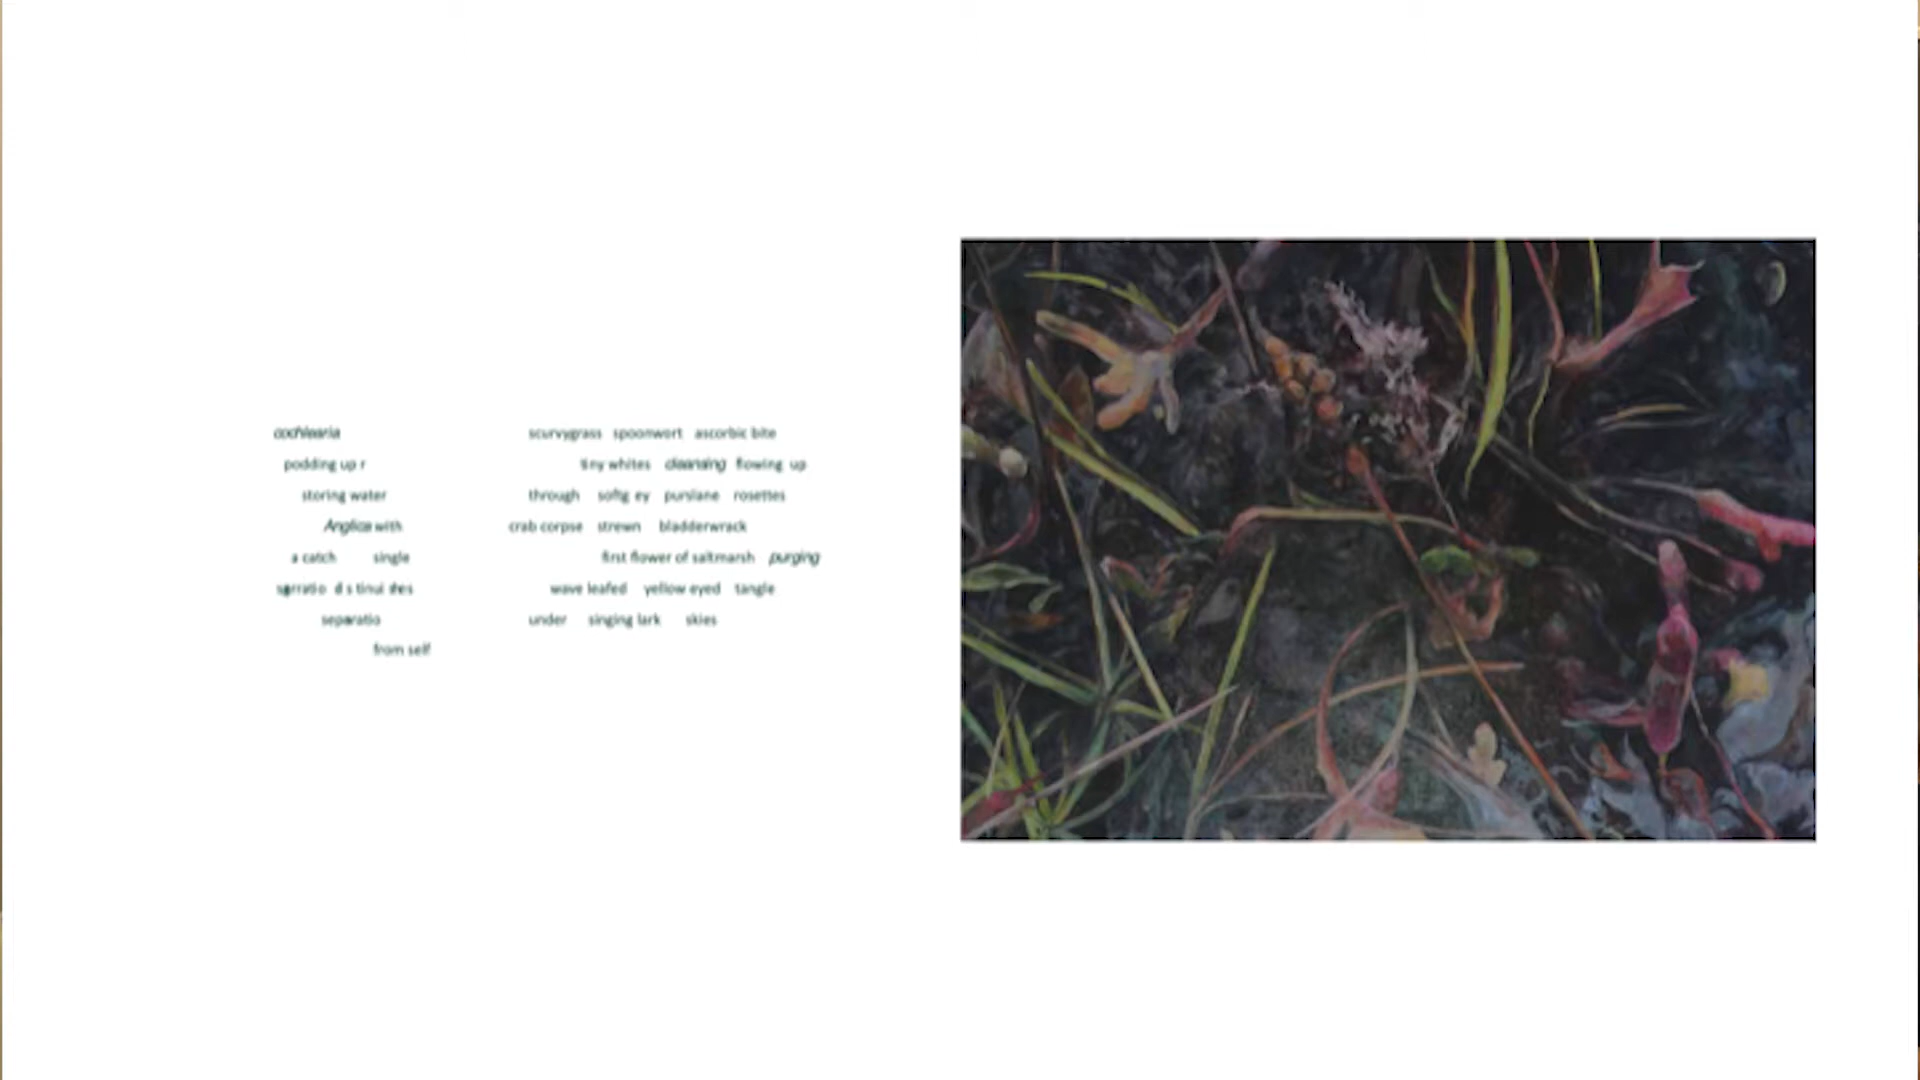 cochlearia scurvygrass spoonwort ascorbic bite
podding up r tiny whites cleansing flowing up
storing water through softg ey purslane rosettes
Anglica with crab corpse strewn bladderwrack
a catch single first flower of saltmarsh purging
wave leafed yellow eyed tangle
separatio under singing lark skies
from self